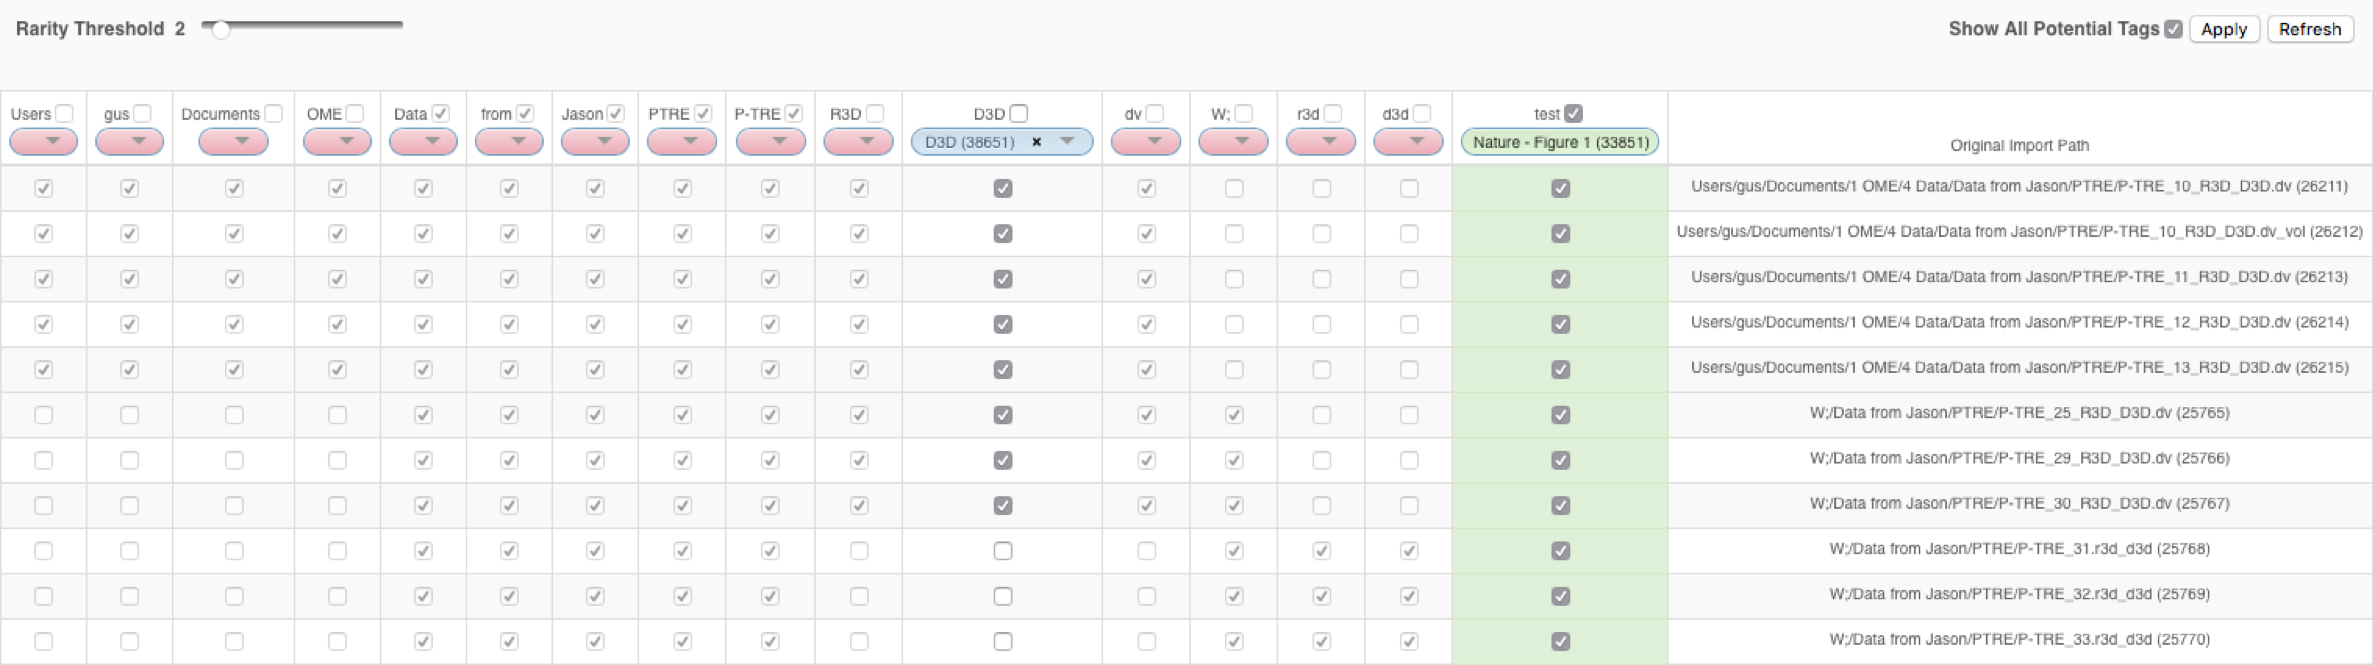 Rarity Threshold 2 Show All Potential Tags Apply Refresh
Users gus Documents OME Data from Jason PTRE P-TRE R3D D3D dv W; r3d d3d test
D3D (38651) × Nature - Figure 1 (33851) Original Import Path
Users/gus/Documents/1 OME/4 Data/Data from Jason/PTRE/P-TRE_10_R3D_D3D.dv (26211)
Users/gus/Documents/1 OME/4 Data/Data from Jason/PTRE/P-TRE_10_R3D_D3D.dv_vol (26212)
Users/gus/Documents/1 OME/4 Data/Data from Jason/PTRE/P-TRE_11_R3D_D3D.dv (26213)
Users/gus/Documents/1 OME/4 Data/Data from Jason/PTRE/P-TRE_12_R3D_D3D.dv (26214)
Users/gus/Documents/1 OME/4 Data/Data from Jason/PTRE/P-TRE_13_R3D_D3D.dv (26215)
W;/Data from Jason/PTRE/P-TRE_25_R3D_D3D.dv (25765)
W;/Data from Jason/PTRE/P-TRE_29_R3D_D3D.dv (25766)
W;/Data from Jason/PTRE/P-TRE_30_R3D_D3D.dv (25767)
W;/Data from Jason/PTRE/P-TRE_31.r3d_d3d (25768)
W;/Data from Jason/PTRE/P-TRE_32.r3d_d3d (25769)
W;/Data from Jason/PTRE/P-TRE_33.r3d_d3d (25770)